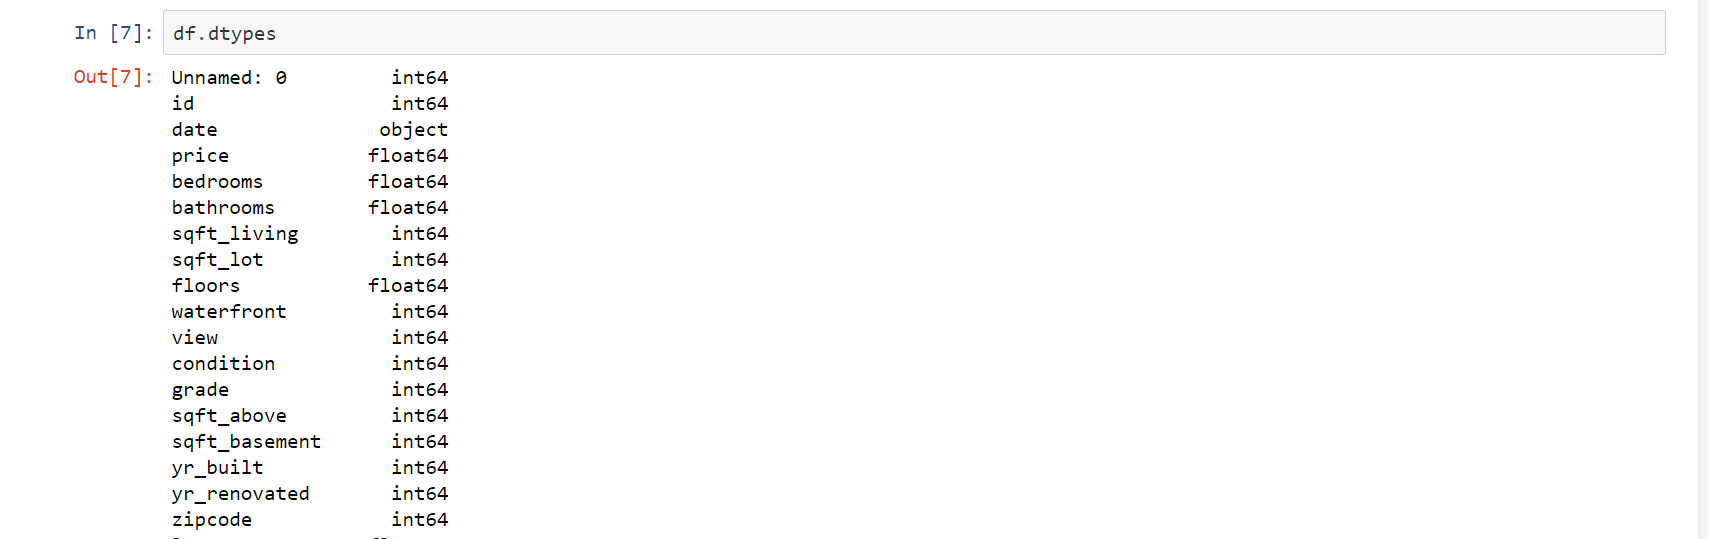 In [7]: df.dtypes
Out[7]: Unnamed: 0 int64
id int64
date object
price float64
bedrooms float64
bathrooms float64
sqft_living int64
sqft_lot int64
floors float64
waterfront int64
view int64
condition int64
grade int64
sqft_above int64
sqft_basement int64
yr_built int64
yr_renovated int64
zipcode int64